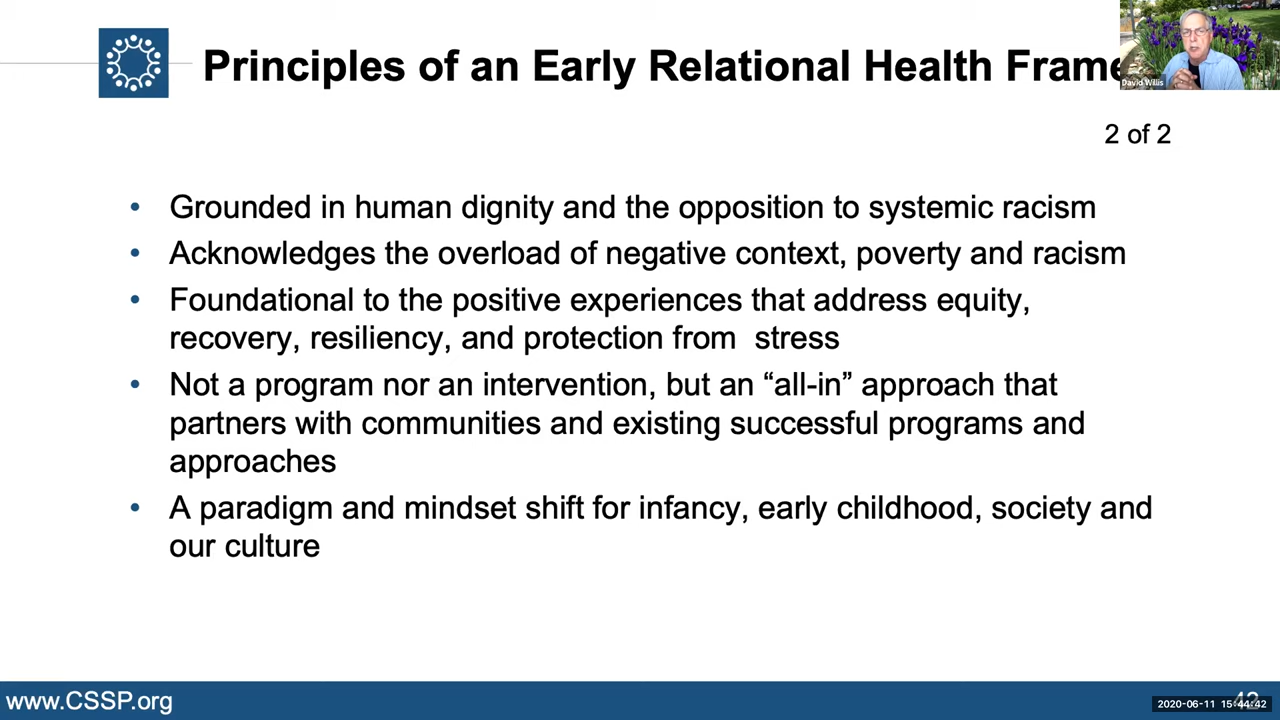 Principles of an Early Relational Health Frame
David Willis
2 of 2
• Grounded in human dignity and the opposition to systemic racism
• Acknowledges the overload of negative context, poverty and racism
• Foundational to the positive experiences that address equity,
recovery, resiliency, and protection from  stress
• Not a program nor an intervention, but an “all-in” approach that
partners with communities and existing successful programs and
approaches
• A paradigm and mindset shift for infancy, early childhood, society and
our culture
www.CSSP.org
42
2020-06-11 15:44:42